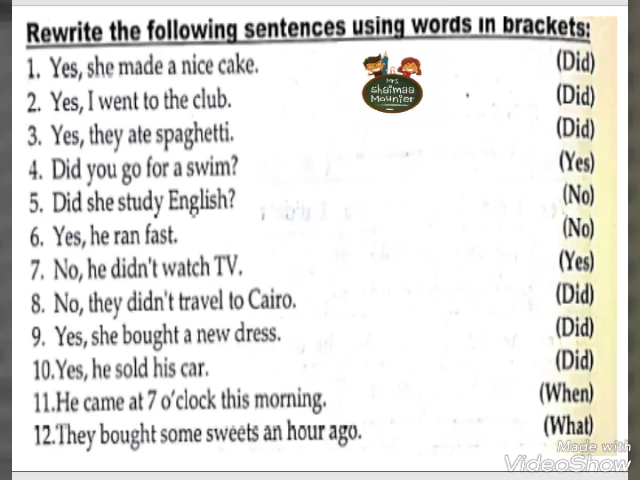 Rewrite the following sentences using words in brackets:
1. Yes, she made a nice cake. (Did)
Mrs
Shaimaa
Mounier
2. Yes, I went to the club. (Did)
3. Yes, they ate spaghetti. (Did)
4. Did you go for a swim? (Yes)
5. Did she study English? (No)
6. Yes, he ran fast. (No)
7. No, he didn't watch TV. (Yes)
8. No, they didn't travel to Cairo. (Did)
9. Yes, she bought a new dress. (Did)
10.Yes, he sold his car. (Did)
11.He came at 7 o'clock this morning. (When)
12.They bought some sweets an hour ago. (What)
Made with
VideoShow